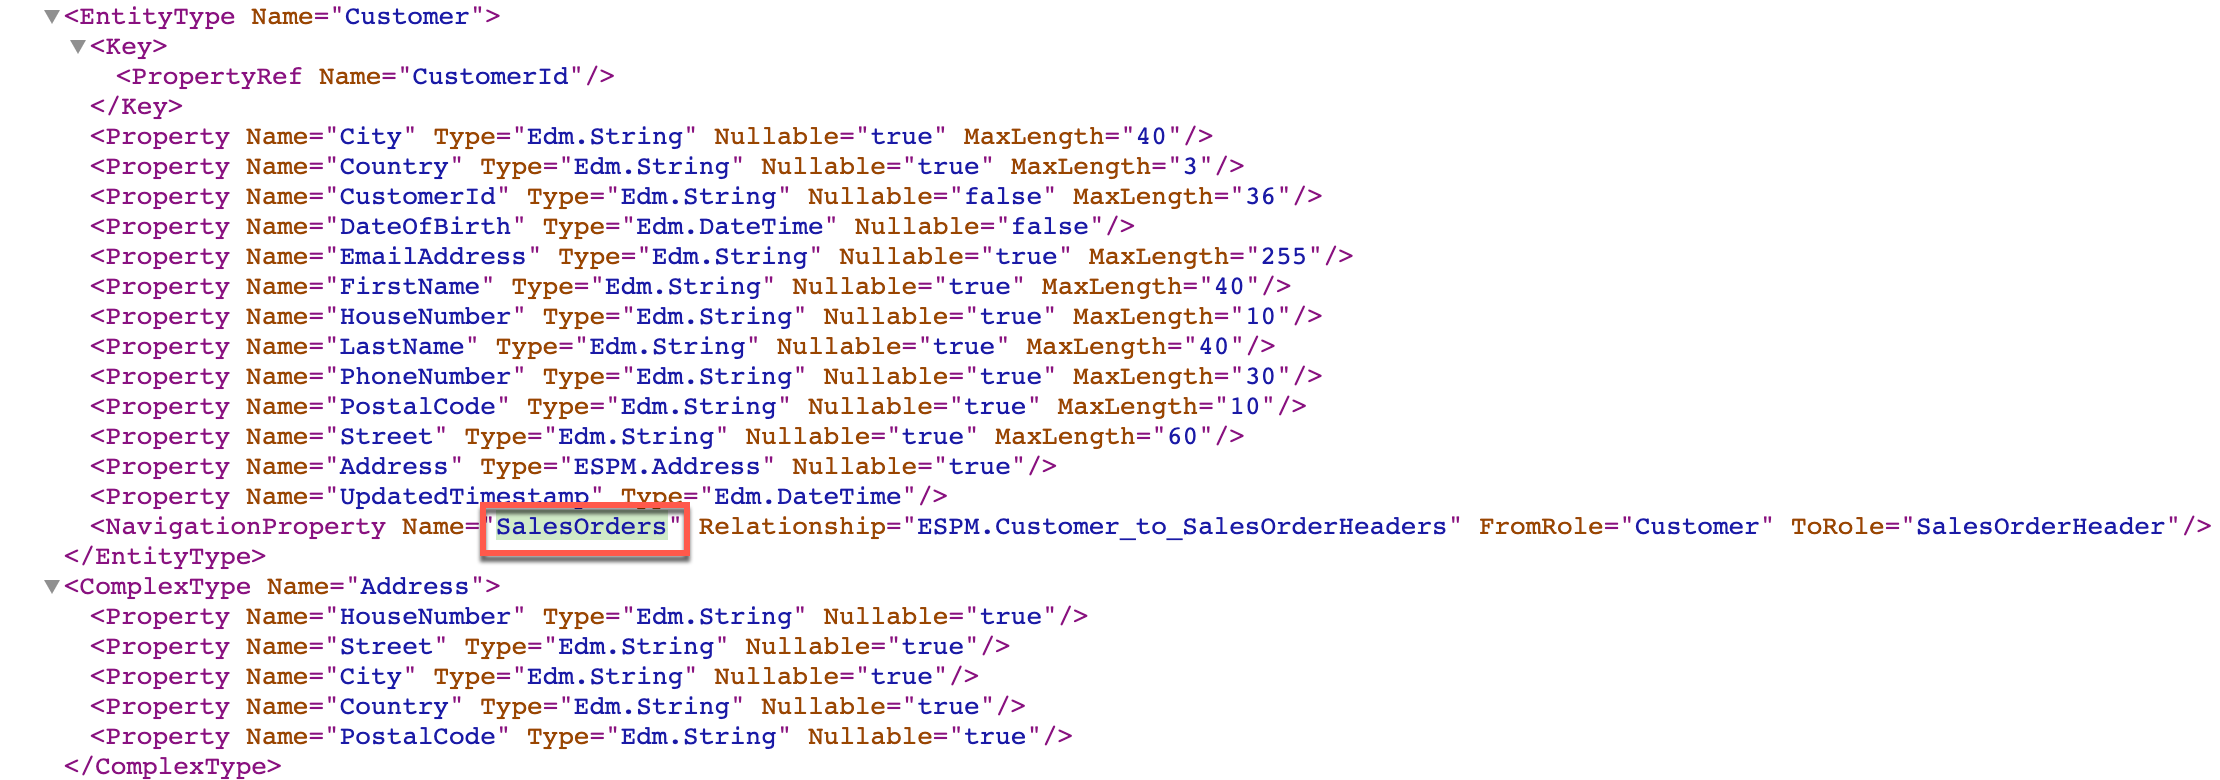 <EntityType Name="Customer">
<Key>
<PropertyRef Name="CustomerId"/>
</Key>
<Property Name="City" Type="Edm.String" Nullable="true" MaxLength="40"/>
<Property Name="Country" Type="Edm.String" Nullable="true" MaxLength="3"/>
<Property Name="CustomerId" Type="Edm.String" Nullable="false" MaxLength="36"/>
<Property Name="DateOfBirth" Type="Edm.DateTime" Nullable="false"/>
<Property Name="EmailAddress" Type="Edm.String" Nullable="true" MaxLength="255"/>
<Property Name="FirstName" Type="Edm.String" Nullable="true" MaxLength="40"/>
<Property Name="HouseNumber" Type="Edm.String" Nullable="true" MaxLength="10"/>
<Property Name="LastName" Type="Edm.String" Nullable="true" MaxLength="40"/>
<Property Name="PhoneNumber" Type="Edm.String" Nullable="true" MaxLength="30"/>
<Property Name="PostalCode" Type="Edm.String" Nullable="true" MaxLength="10"/>
<Property Name="Street" Type="Edm.String" Nullable="true" MaxLength="60"/>
<Property Name="Address" Type="ESPM.Address" Nullable="true"/>
<Property Name="UpdatedTimestamp" Type="Edm.DateTime"/>
<NavigationProperty Name="SalesOrders" Relationship="ESPM.Customer_to_SalesOrderHeaders" FromRole="Customer" ToRole="SalesOrderHeader"/>
</EntityType>
<ComplexType Name="Address">
<Property Name="HouseNumber" Type="Edm.String" Nullable="true"/>
<Property Name="Street" Type="Edm.String" Nullable="true"/>
<Property Name="City" Type="Edm.String" Nullable="true"/>
<Property Name="Country" Type="Edm.String" Nullable="true"/>
<Property Name="PostalCode" Type="Edm.String" Nullable="true"/>
</ComplexType>